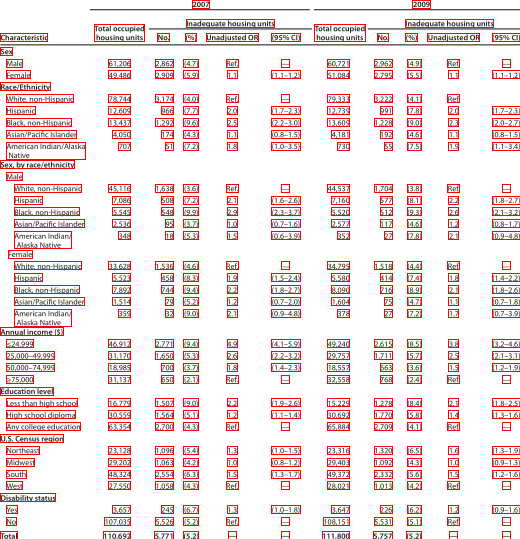 2007 2009
Total occupied housing units Inadequate housing units Total occupied housing units Inadequate housing units
Characteristic No. (%) Unadjusted OR (95% CI) No. (%) Unadjusted OR (95% CI)
Sex
Male 61,206 2,862 (4.7) Ref. — 60,721 2,962 (4.9) Ref. —
Female 49,486 2,909 (5.9) 1.1 (1.1–1.2) 51,084 2,795 (5.5) 1.1 (1.1–1.2)
Race/Ethnicity
White, non-Hispanic 78,744 3,174 (4.0) Ref. — 79,333 3,222 (4.1) Ref. —
Hispanic 12,609 966 (7.7) 2.0 (1.7–2.3) 12,739 991 (7.8) 2.0 (1.7–2.3)
Black, non-Hispanic 13,437 1,292 (9.6) 2.5 (2.2–3.0) 13,609 1,228 (9.0) 2.3 (2.0–2.7)
Asian/Pacific Islander 4,050 174 (4.3) 1.1 (0.8–1.5) 4,181 192 (4.6) 1.1 (0.8–1.5)
American Indian/ 707 51 (7.2) 1.8 (1.0–3.5) 730 55 (7.5) 1.9 (1.1–3.4)
Alaska Native
Sex, by race/ethnicity
Male
White, non-Hispanic 45,116 1,638 (3.6) Ref. — 44,537 1,704 (3.8) Ref. —
Hispanic 7,086 508 (7.2) 2.1 (1.6–2.6) 7,160 577 (8.1) 2.2 (1.8–2.7)
Black, non-Hispanic 5,545 548 (9.9) 2.9 (2.3–3.7) 5,520 512 (9.3) 2.6 (2.1–3.2)
Asian/Pacific Islander 2,536 95 (3.7) 1.0 (0.7–1.6) 2,577 117 (4.6) 1.2 (0.8–1.7)
American Indian/ 348 18 (5.3) 1.5 (0.6–3.9) 352 27 (7.8) 2.1 (0.9–4.8)
Alaska Native
Female
White, non-Hispanic 33,628 1,536 (4.6) Ref. — 34,795 1,518 (4.4) Ref. —
Hispanic 5,523 458 (8.3) 1.9 (1.5–2.4) 5,580 414 (7.4) 1.8 (1.4–2.2)
Black, non-Hispanic 7,892 744 (9.4) 2.2 (1.8–2.7) 8,090 716 (8.9) 2.1 (1.8–2.6)
Asian/Pacific Islander 1,514 79 (5.2) 1.2 (0.7–2.0) 1,604 75 (4.7) 1.1 (0.7–1.8)
American Indian/ 359 32 (9.0) 2.1 (0.9–4.8) 378 27 (7.2) 1.7 (0.7–3.9)
Alaska Native
Annual income ($)
≤24,999 46,912 2,771 (9.4) 4.9 (4.1–5.9) 49,240 2,615 (8.5) 3.8 (3.2–4.6)
25,000–49,999 31,170 1,650 (5.3) 2.6 (2.2–3.2) 29,757 1,711 (5.7) 2.5 (2.1–3.1)
50,000–74,999 18,985 700 (3.7) 1.8 (1.4–2.3) 18,557 663 (3.6) 1.5 (1.2–1.9)
≥75,000 31,137 650 (2.1) Ref. — 32,558 768 (2.4) Ref. —
Education level
Less than high school 16,779 1,507 (9.0) 2.2 (1.9–2.6) 15,229 1,278 (8.4) 2.1 (1.8–2.5)
High school diploma 30,559 1,564 (5.1) 1.2 (1.1–1.4) 30,692 1,770 (5.8) 1.4 (1.3–1.6)
Any college education 63,354 2,700 (4.3) Ref. — 65,884 2,709 (4.1) Ref. —
U.S. Census region
Northeast 23,128 1,096 (5.4) 1.3 (1.0–1.5) 23,316 1,320 (6.5) 1.6 (1.3–1.9)
Midwest 29,202 1,063 (4.2) 1.0 (0.8–1.2) 29,403 1,092 (4.3) 1.0 (0.9–1.3)
South 48,324 2,554 (6.3) 1.5 (1.3–1.7) 49,372 2,332 (5.6) 1.5 (1.2–1.6)
West 27,550 1,058 (4.3) Ref. — 28,021 1,013 (4.2) Ref. —
Disability status
Yes 3,657 245 (6.7) 1.3 (1.0–1.8) 3,647 226 (6.2) 1.2 (0.9–1.6)
No 107,035 5,526 (5.2) Ref. — 108,151 5,531 (5.1) Ref. —
Total 110,692 5,771 (5.2) — — 111,800 5,757 (5.2) — —